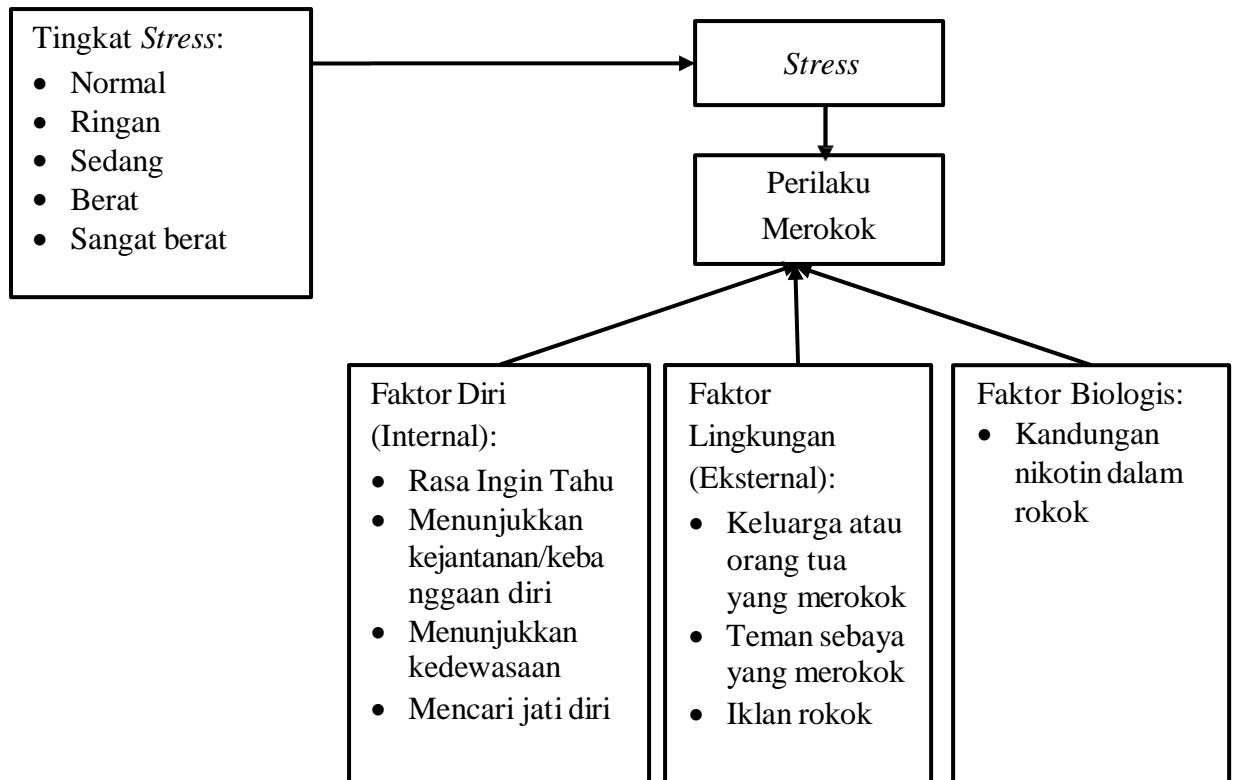 Tingkat Stress:
• Normal
• Ringan
• Sedang
• Berat
• Sangat berat
Stress
Perilaku
Merokok
Faktor Diri
(Internal):
• Rasa Ingin Tahu
• Menunjukkan
kejantanan/keba
nggaan diri
• Menunjukkan
kedewasaan
• Mencari jati diri
Faktor
Lingkungan
(Eksternal):
• Keluarga atau
orang tua
yang merokok
• Teman sebaya
yang merokok
• Iklan rokok
Faktor Biologis:
• Kandungan
nikotin dalam
rokok